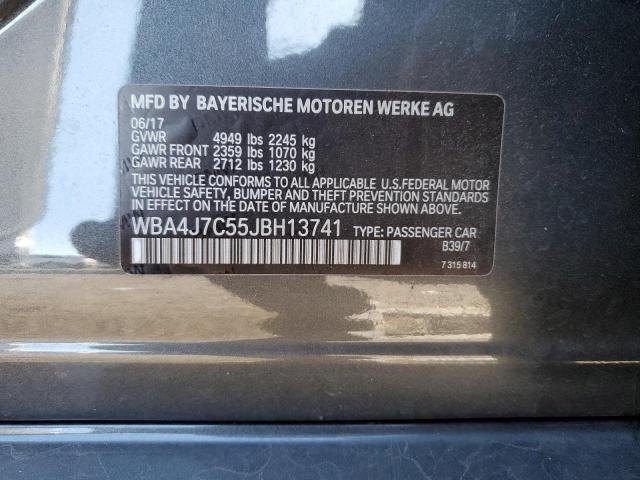 MFD BY BAYERISCHE MOTOREN WERKE AG
06/17
GVWR 4949 lbs 2245 kg
GAWR FRONT 2359 lbs 1070 kg
GAWR REAR 2712 lbs 1230 kg
THIS VEHICLE CONFORMS TO ALL APPLICABLE U.S.FEDERAL MOTOR
VEHICLE SAFETY, BUMPER, AND THEFT PREVENTION STANDARDS
IN EFFECT ON THE DATE OF MANUFACTURE SHOWN ABOVE.
WBA4J7C55JBH13741 TYPE: PASSENGER CAR
B39/7
7 315 814